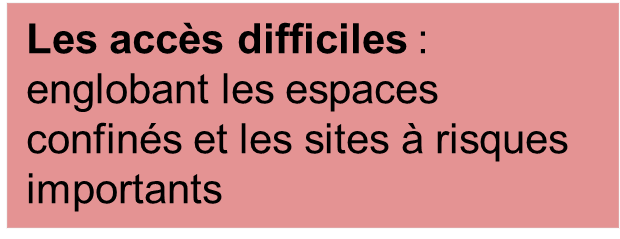 Les accès difficiles :
englobant les espaces
confinés et les sites à risques
importants